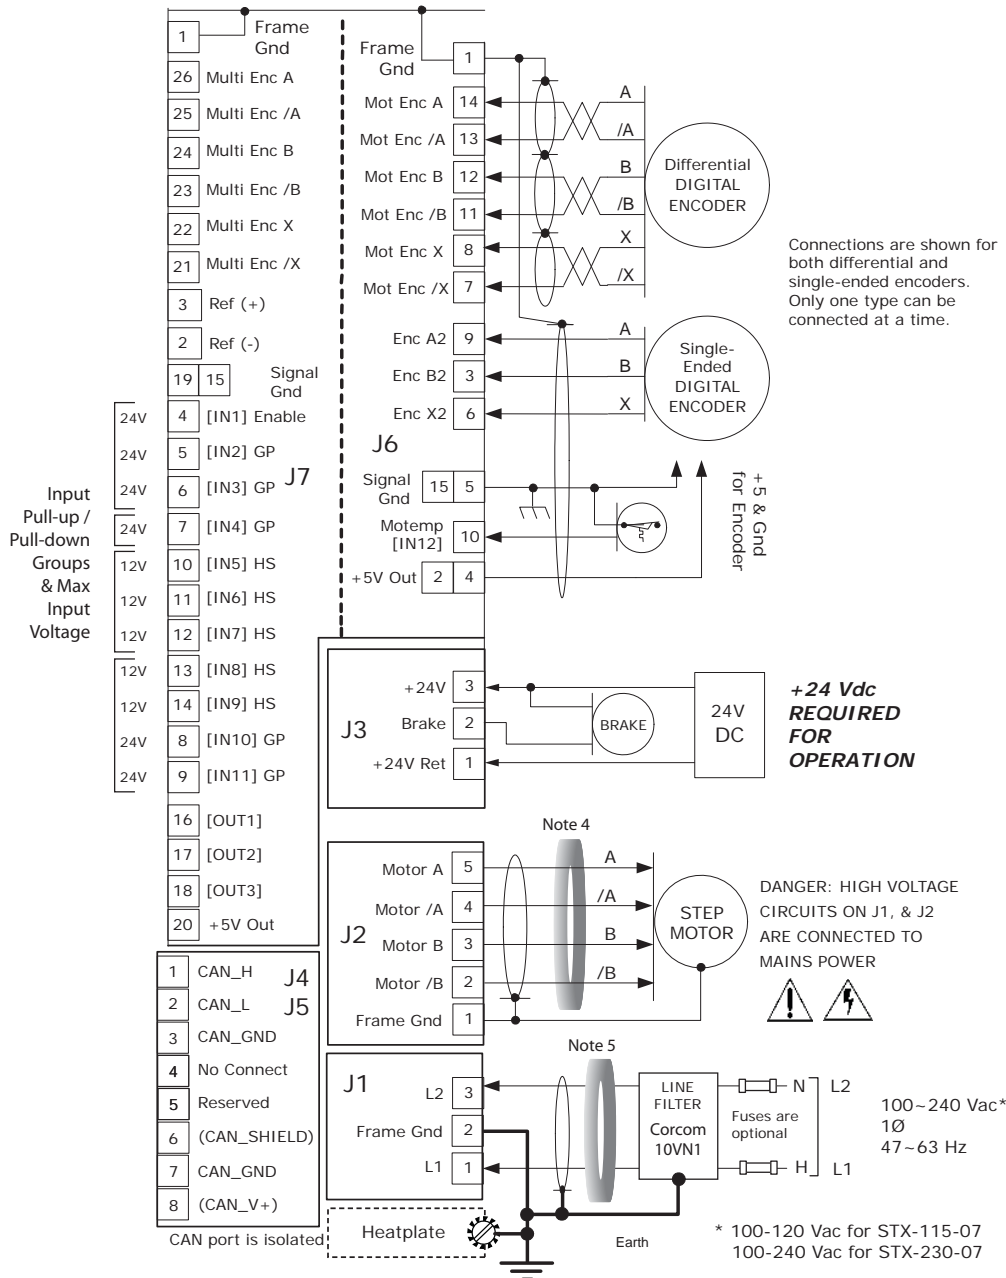 1 Frame
Gnd
26 Multi Enc A
25 Multi Enc /A
24 Multi Enc B
23 Multi Enc /B
22 Multi Enc X
21 Multi Enc /X
3 Ref (+)
2 Ref (-)
19 15 Signal
Gnd
24V 4 [IN1] Enable
24V 5 [IN2] GP
24V 6 [IN3] GP
24V 7 [IN4] GP
12V 10 [IN5] HS
12V 11 [IN6] HS
12V 12 [IN7] HS
12V 13 [IN8] HS
12V 14 [IN9] HS
24V 8 [IN10] GP
24V 9 [IN11] GP
16 [OUT1]
17 [OUT2]
18 [OUT3]
20 +5V Out
J7
Input
Pull-up /
Pull-down
Groups
& Max
Input
Voltage
Frame
Gnd 1
Mot Enc A 14 A
Mot Enc /A 13 /A
Mot Enc B 12 B
Mot Enc /B 11 /B
Mot Enc X 8 X
Mot Enc /X 7 /X
Differential
DIGITAL
ENCODER
Enc A2 9 A
Enc B2 3 B
Enc X2 6 X
Single-
Ended
DIGITAL
ENCODER
J6
Signal
Gnd 15 5
Motemp
[IN12] 10
+5V Out 2 4
+5 & Gnd
for Encoder
Connections are shown for
both differential and
single-ended encoders.
Only one type can be
connected at a time.
J3
+24V 3
Brake 2
+24V Ret 1
BRAKE
24V
DC
+24 Vdc
REQUIRED
FOR
OPERATION
Note 4
J2
Motor A 5 A
Motor /A 4 /A
Motor B 3 B
Motor /B 2 /B
Frame Gnd 1
STEP
MOTOR
DANGER: HIGH VOLTAGE
CIRCUITS ON J1, & J2
ARE CONNECTED TO
MAINS POWER
J4
J5
1 CAN_H
2 CAN_L
3 CAN_GND
4 No Connect
5 Reserved
6 (CAN_SHIELD)
7 CAN_GND
8 (CAN_V+)
CAN port is isolated
Note 5
J1
L2 3
Frame Gnd 2
L1 1
LINE
FILTER
Corcom
10VN1
N L2
Fuses are
optional
H L1
100~240 Vac*
1Ø
47~63 Hz
Heatplate
Earth
* 100-120 Vac for STX-115-07
100-240 Vac for STX-230-07